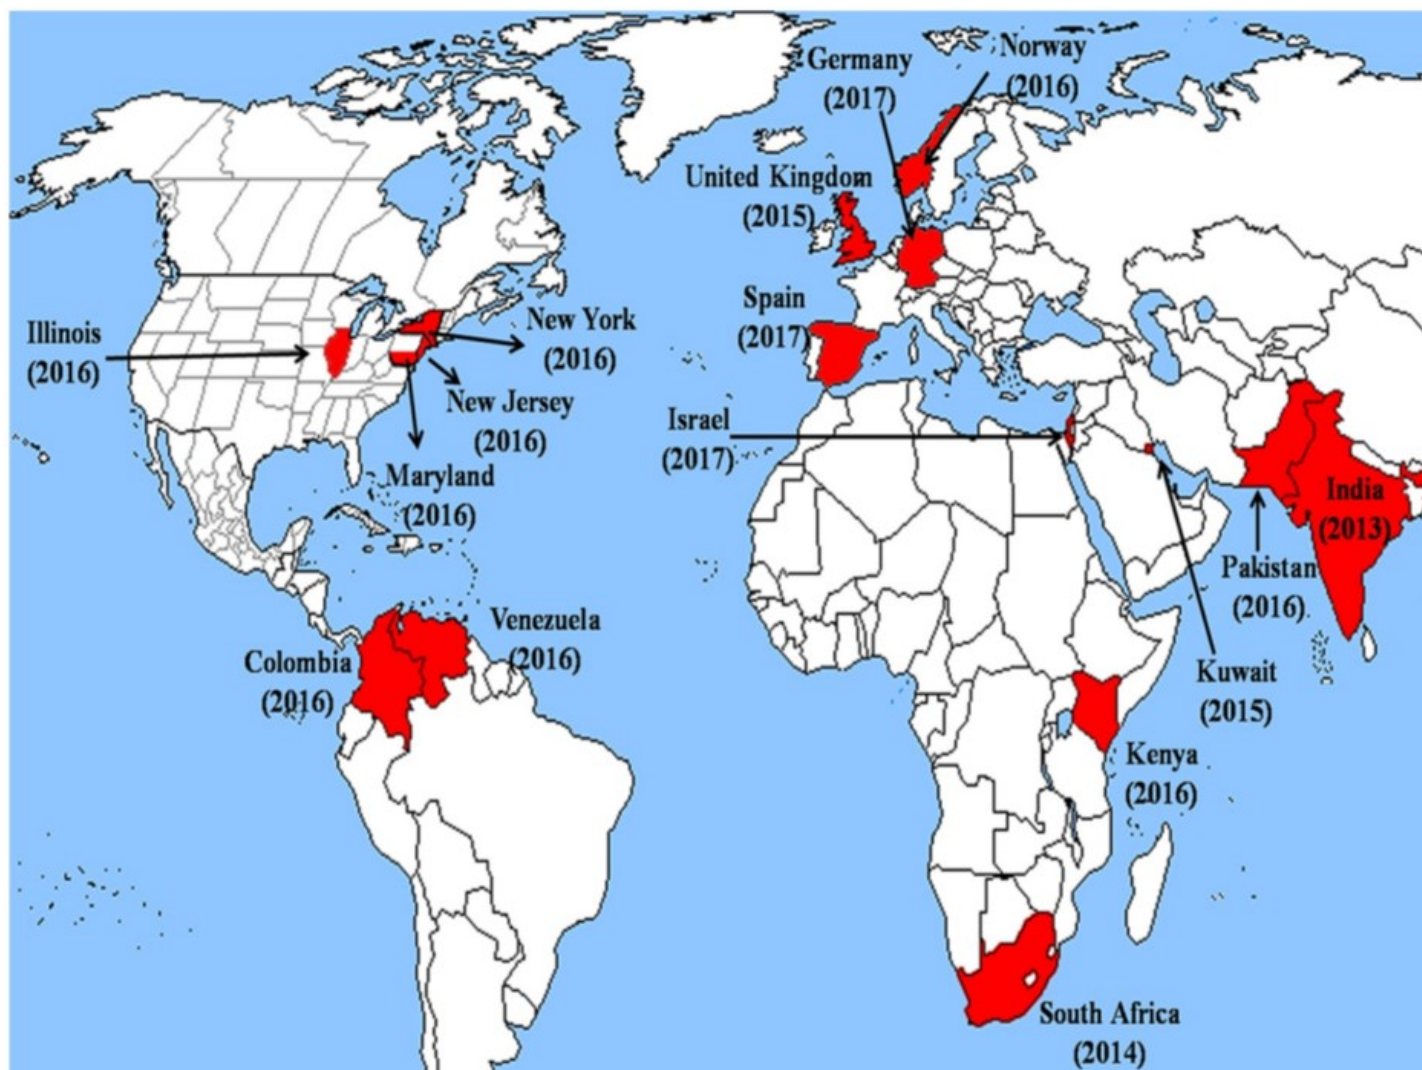 Germany
(2017)
Norway
(2016)
United Kingdom
(2015)
Spain
(2017)
Illinois
(2016)
New York
(2016)
New Jersey
(2016)
Maryland
(2016)
Israel
(2017)
India
(2013)
Pakistan
(2016)
Kuwait
(2015)
Venezuela
(2016)
Colombia
(2016)
Kenya
(2016)
South Africa
(2014)